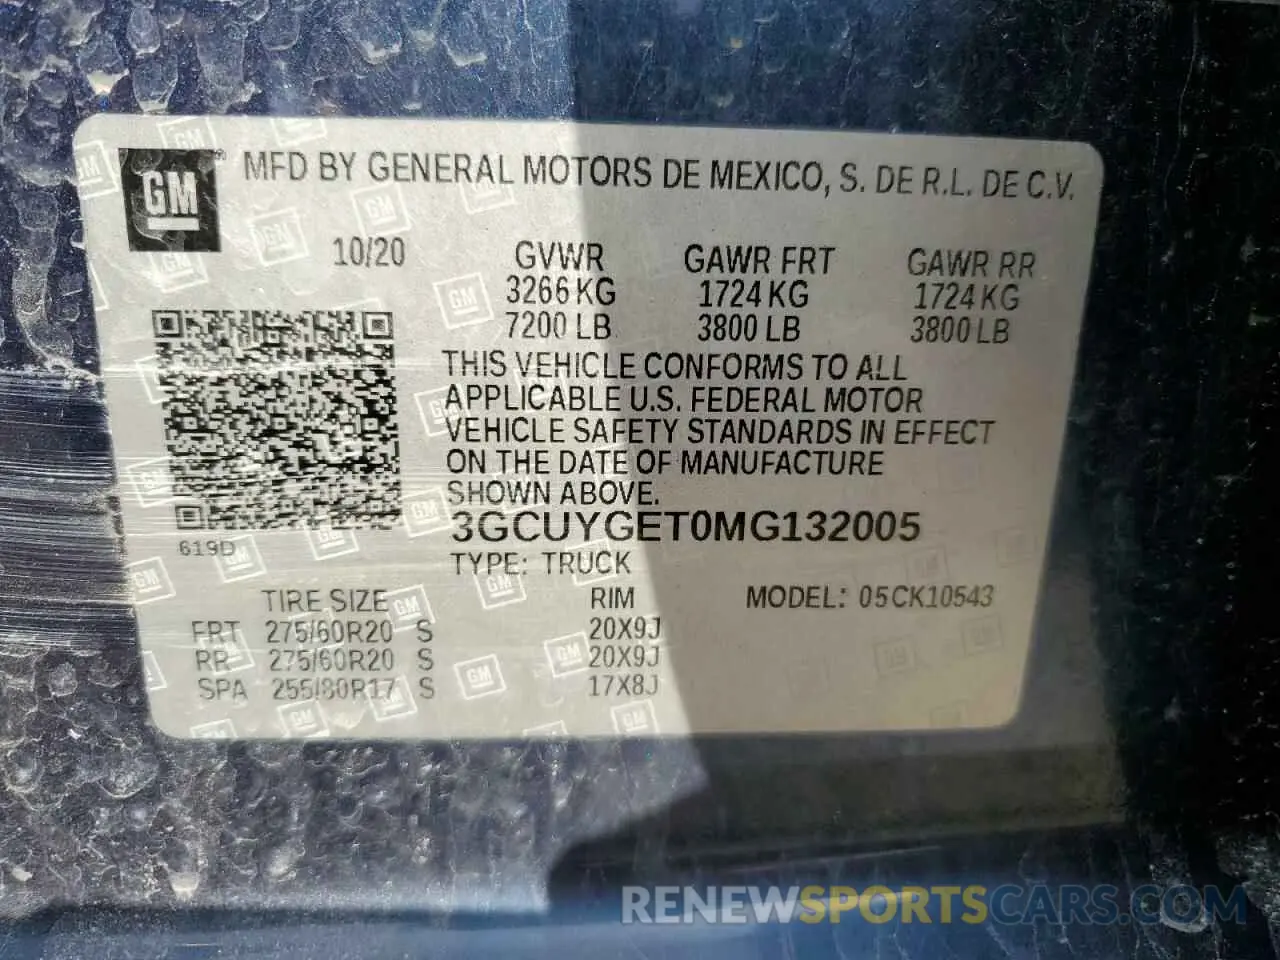 GM® MFD BY GENERAL MOTORS DE MEXICO, S. DE R.L. DE C.V.
10/20 GVWR GAWR FRT GAWR RR
3266 KG 1724 KG 1724 KG
7200 LB 3800 LB 3800 LB
THIS VEHICLE CONFORMS TO ALL
APPLICABLE U.S. FEDERAL MOTOR
VEHICLE SAFETY STANDARDS IN EFFECT
ON THE DATE OF MANUFACTURE
SHOWN ABOVE.
3GCUYGET0MG132005
619D
TYPE: TRUCK
TIRE SIZE RIM MODEL: 05CK10543
FRT 275/60R20 S 20X9J
RR 275/60R20 S 20X9J
SPA 255/80R17 S 17X8J
RENEWSPORTSCARS.COM